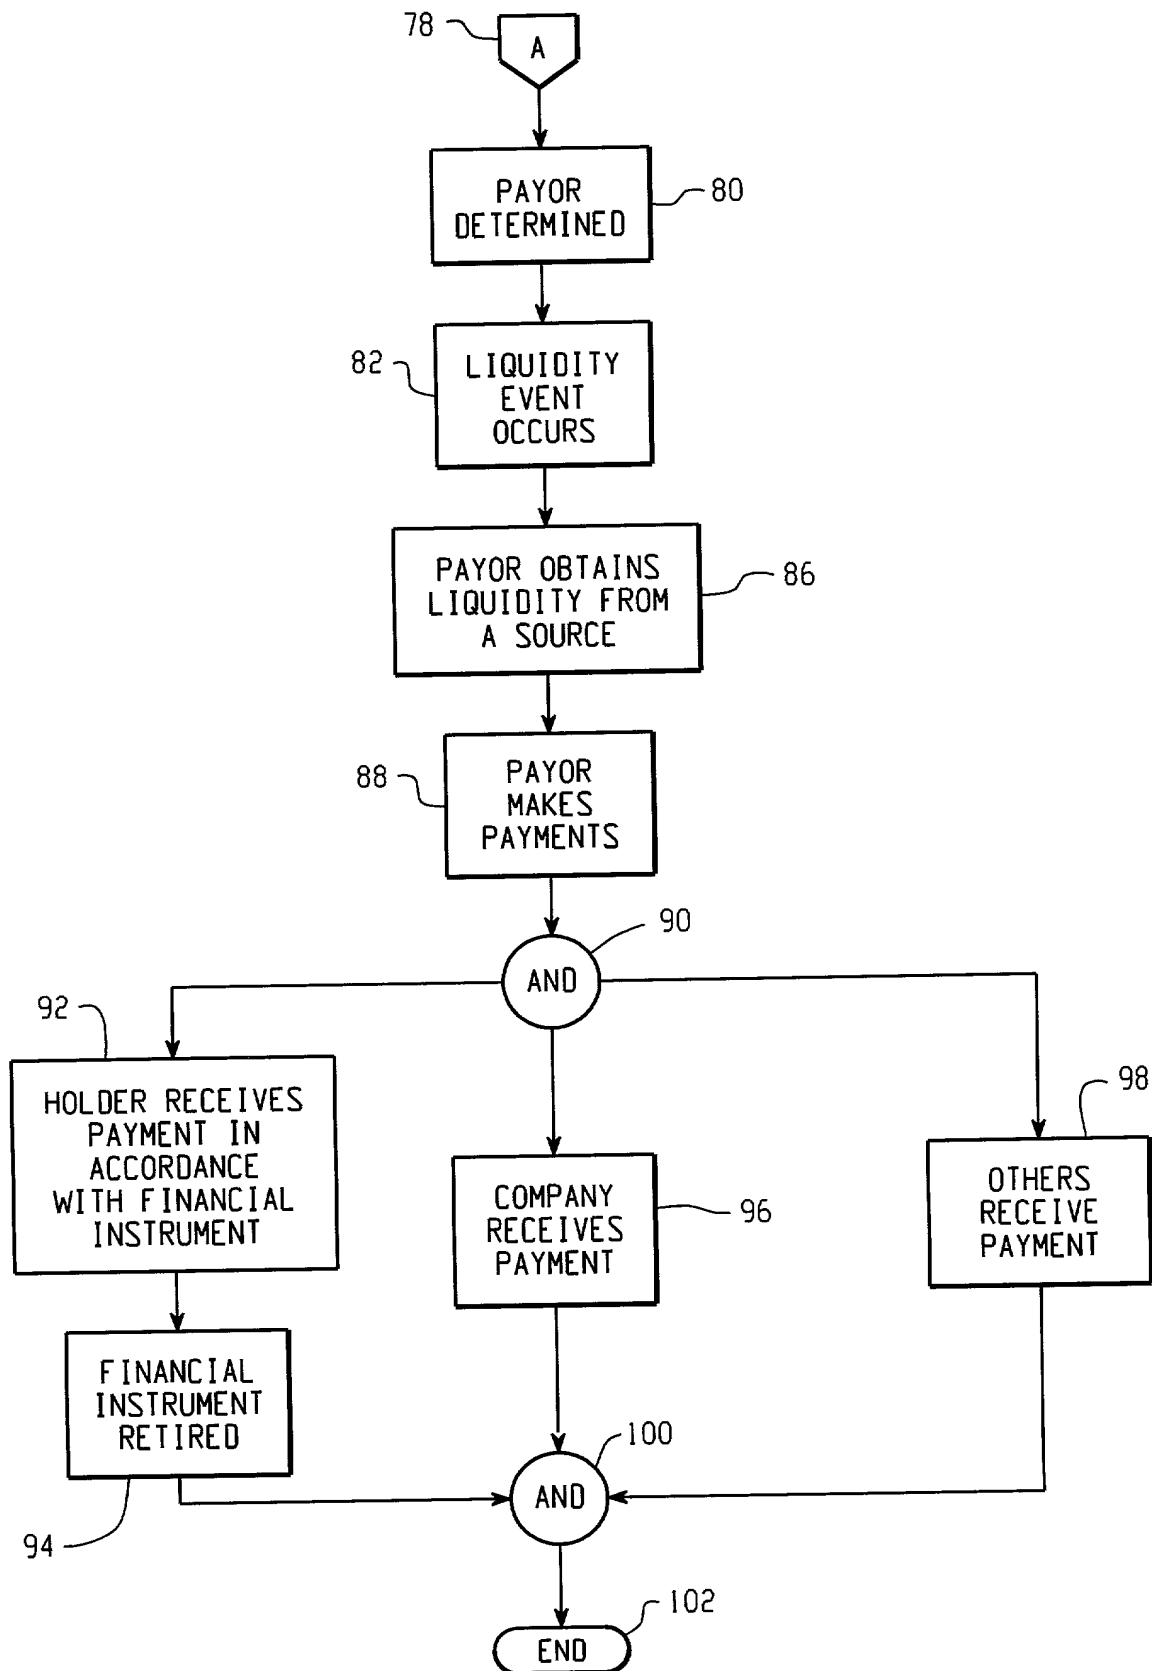 78
A
PAYOR
DETERMINED
80
82
LIQUIDITY
EVENT
OCCURS
PAYOR OBTAINS
LIQUIDITY FROM
A SOURCE
86
88
PAYOR
MAKES
PAYMENTS
90
AND
92
HOLDER RECEIVES
PAYMENT IN
ACCORDANCE
WITH FINANCIAL
INSTRUMENT
COMPANY
RECEIVES
PAYMENT
96
98
OTHERS
RECEIVE
PAYMENT
FINANCIAL
INSTRUMENT
RETIRED
94
100
AND
102
END